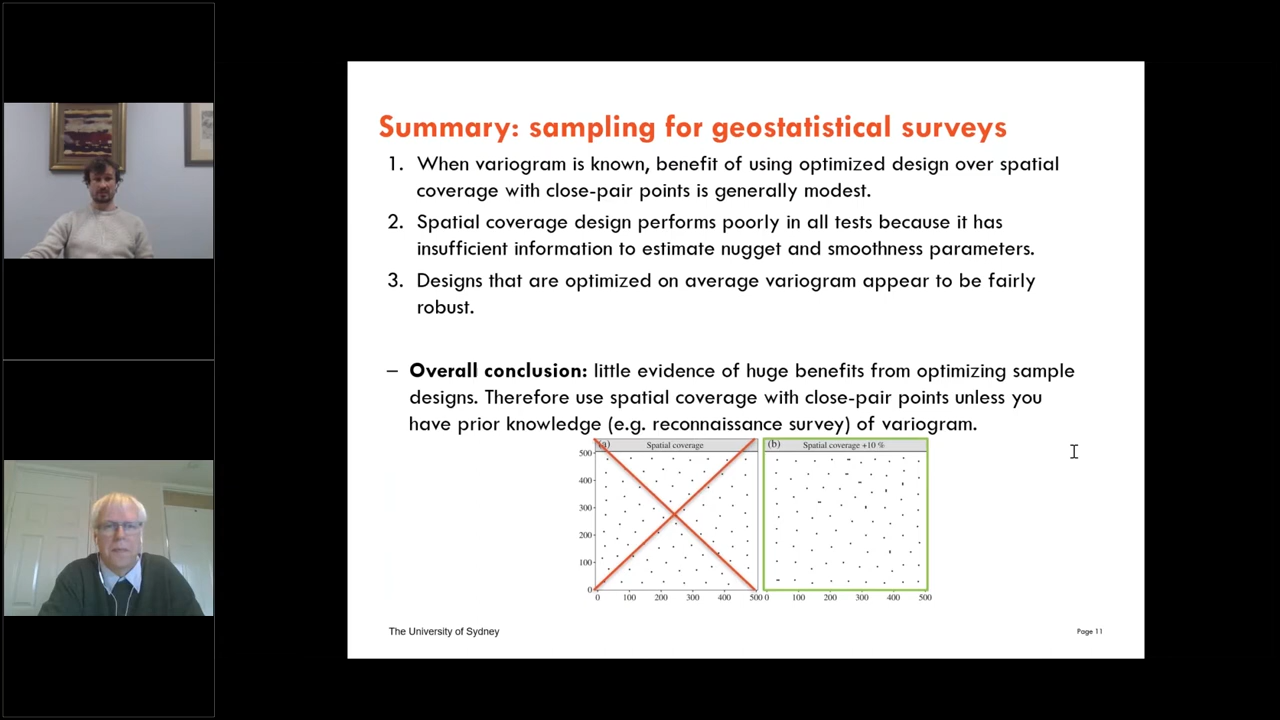 Summary: sampling for geostatistical surveys
1. When variogram is known, benefit of using optimized design over spatial
coverage with close-pair points is generally modest.
2. Spatial coverage design performs poorly in all tests because it has
insufficient information to estimate nugget and smoothness parameters.
3. Designs that are optimized on average variogram appear to be fairly
robust.
– Overall conclusion: little evidence of huge benefits from optimizing sample
designs. Therefore use spatial coverage with close-pair points unless you
have prior knowledge (e.g. reconnaissance survey) of variogram.
(a) Spatial coverage
(b) Spatial coverage +10 %
500
400
300
200
100
0
0 100 200 300 400 500
0 100 200 300 400 500
The University of Sydney
Page 11